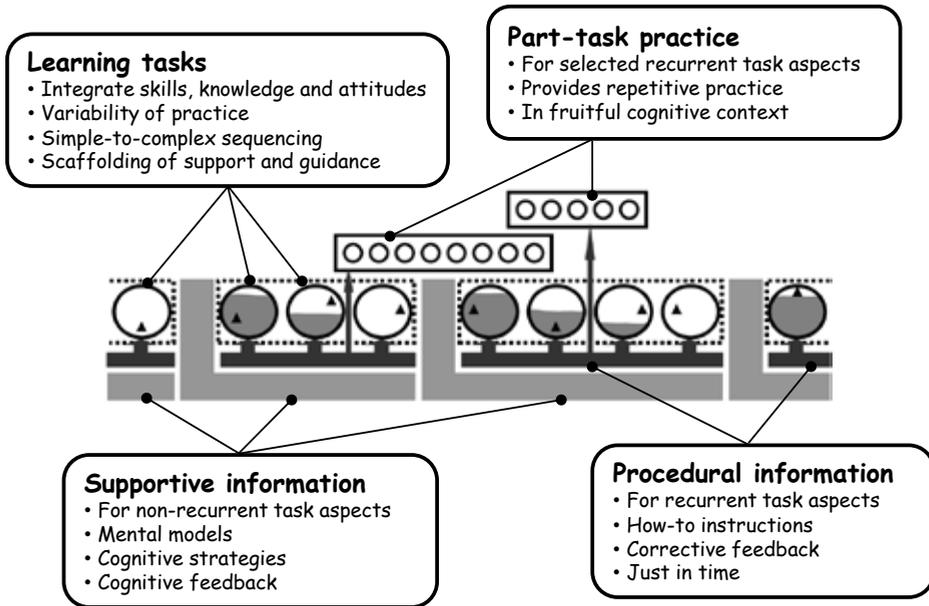 Learning tasks
• Integrate skills, knowledge and attitudes
• Variability of practice
• Simple-to-complex sequencing
• Scaffolding of support and guidance
Part-task practice
• For selected recurrent task aspects
• Provides repetitive practice
• In fruitful cognitive context
Supportive information
• For non-recurrent task aspects
• Mental models
• Cognitive strategies
• Cognitive feedback
Procedural information
• For recurrent task aspects
• How-to instructions
• Corrective feedback
• Just in time